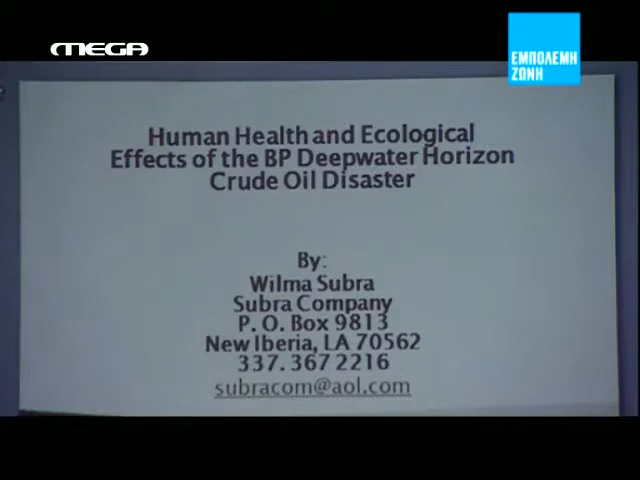 MEGA
ΕΜΠΟΛΕΜΗ
ΖΩΝΗ
Human Health and Ecological
Effects of the BP Deepwater Horizon
Crude Oil Disaster
By:
Wilma Subra
Subra Company
P. O. Box 9813
New Iberia, LA 70562
337. 367 2216
subracom@aol.com